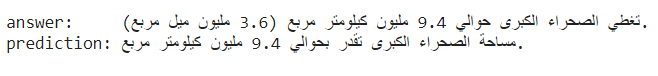 answer: تغطي الصحراء الكبرى حوالي 9.4 مليون كيلومتر مربع (3.6 مليون ميل مربع).
prediction: مساحة الصحراء الكبرى تقدر بحوالي 9.4 مليون كيلومتر مربع.